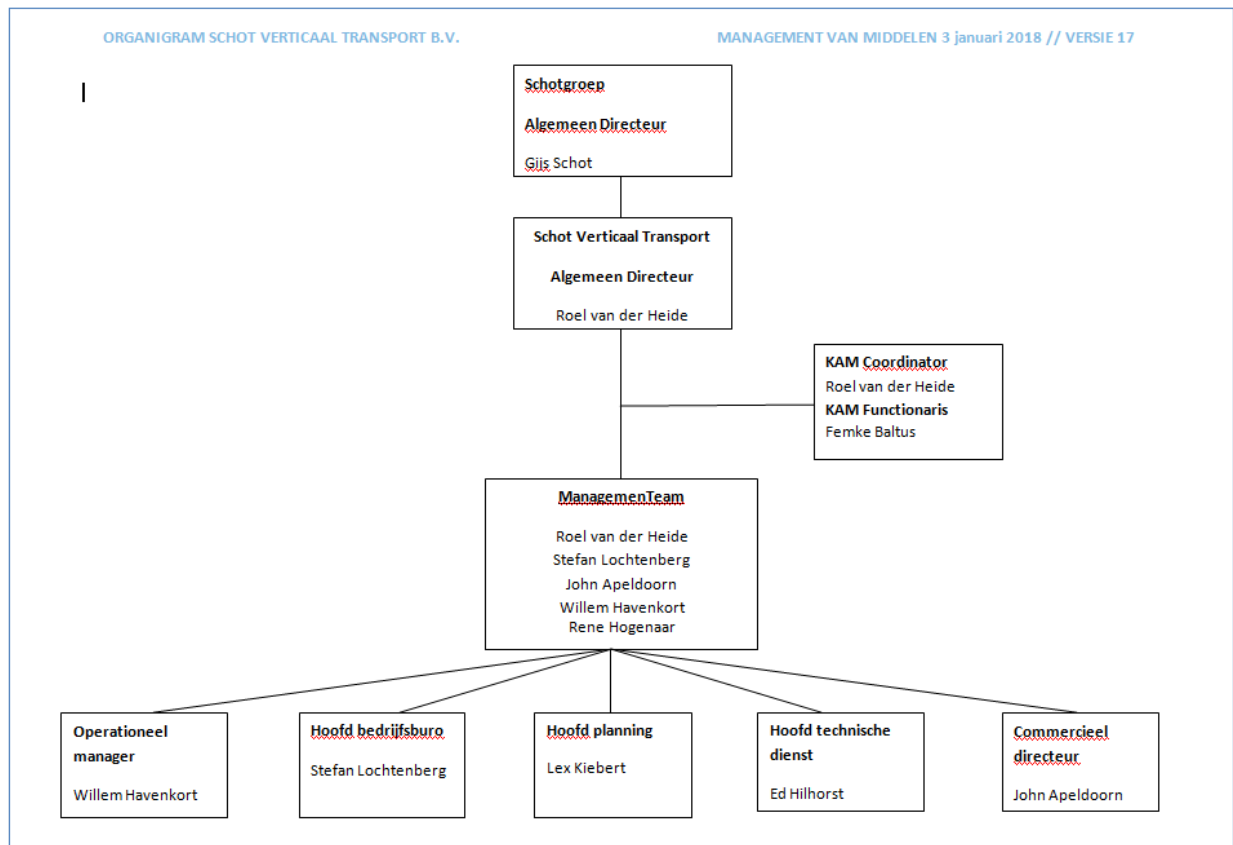 ORGANIGRAM SCHOT VERTICAAL TRANSPORT B.V.
MANAGEMENT VAN MIDDELEN 3 januari 2018 // VERSIE 17
Schotgroep
Algemeen Directeur
Gijs Schot
Schot Verticaal Transport
Algemeen Directeur
Roel van der Heide
KAM Coordinator
Roel van der Heide
KAM Functionaris
Femke Baltus
ManagemenTeam
Roel van der Heide
Stefan Lochtenberg
John Apeldoorn
Willem Havenkort
Rene Hogenaar
Operationeel
manager
Willem Havenkort
Hoofd bedrijfsburo
Stefan Lochtenberg
Hoofd planning
Lex Kiebert
Hoofd technische
dienst
Ed Hilhorst
Commercieel
directeur
John Apeldoorn